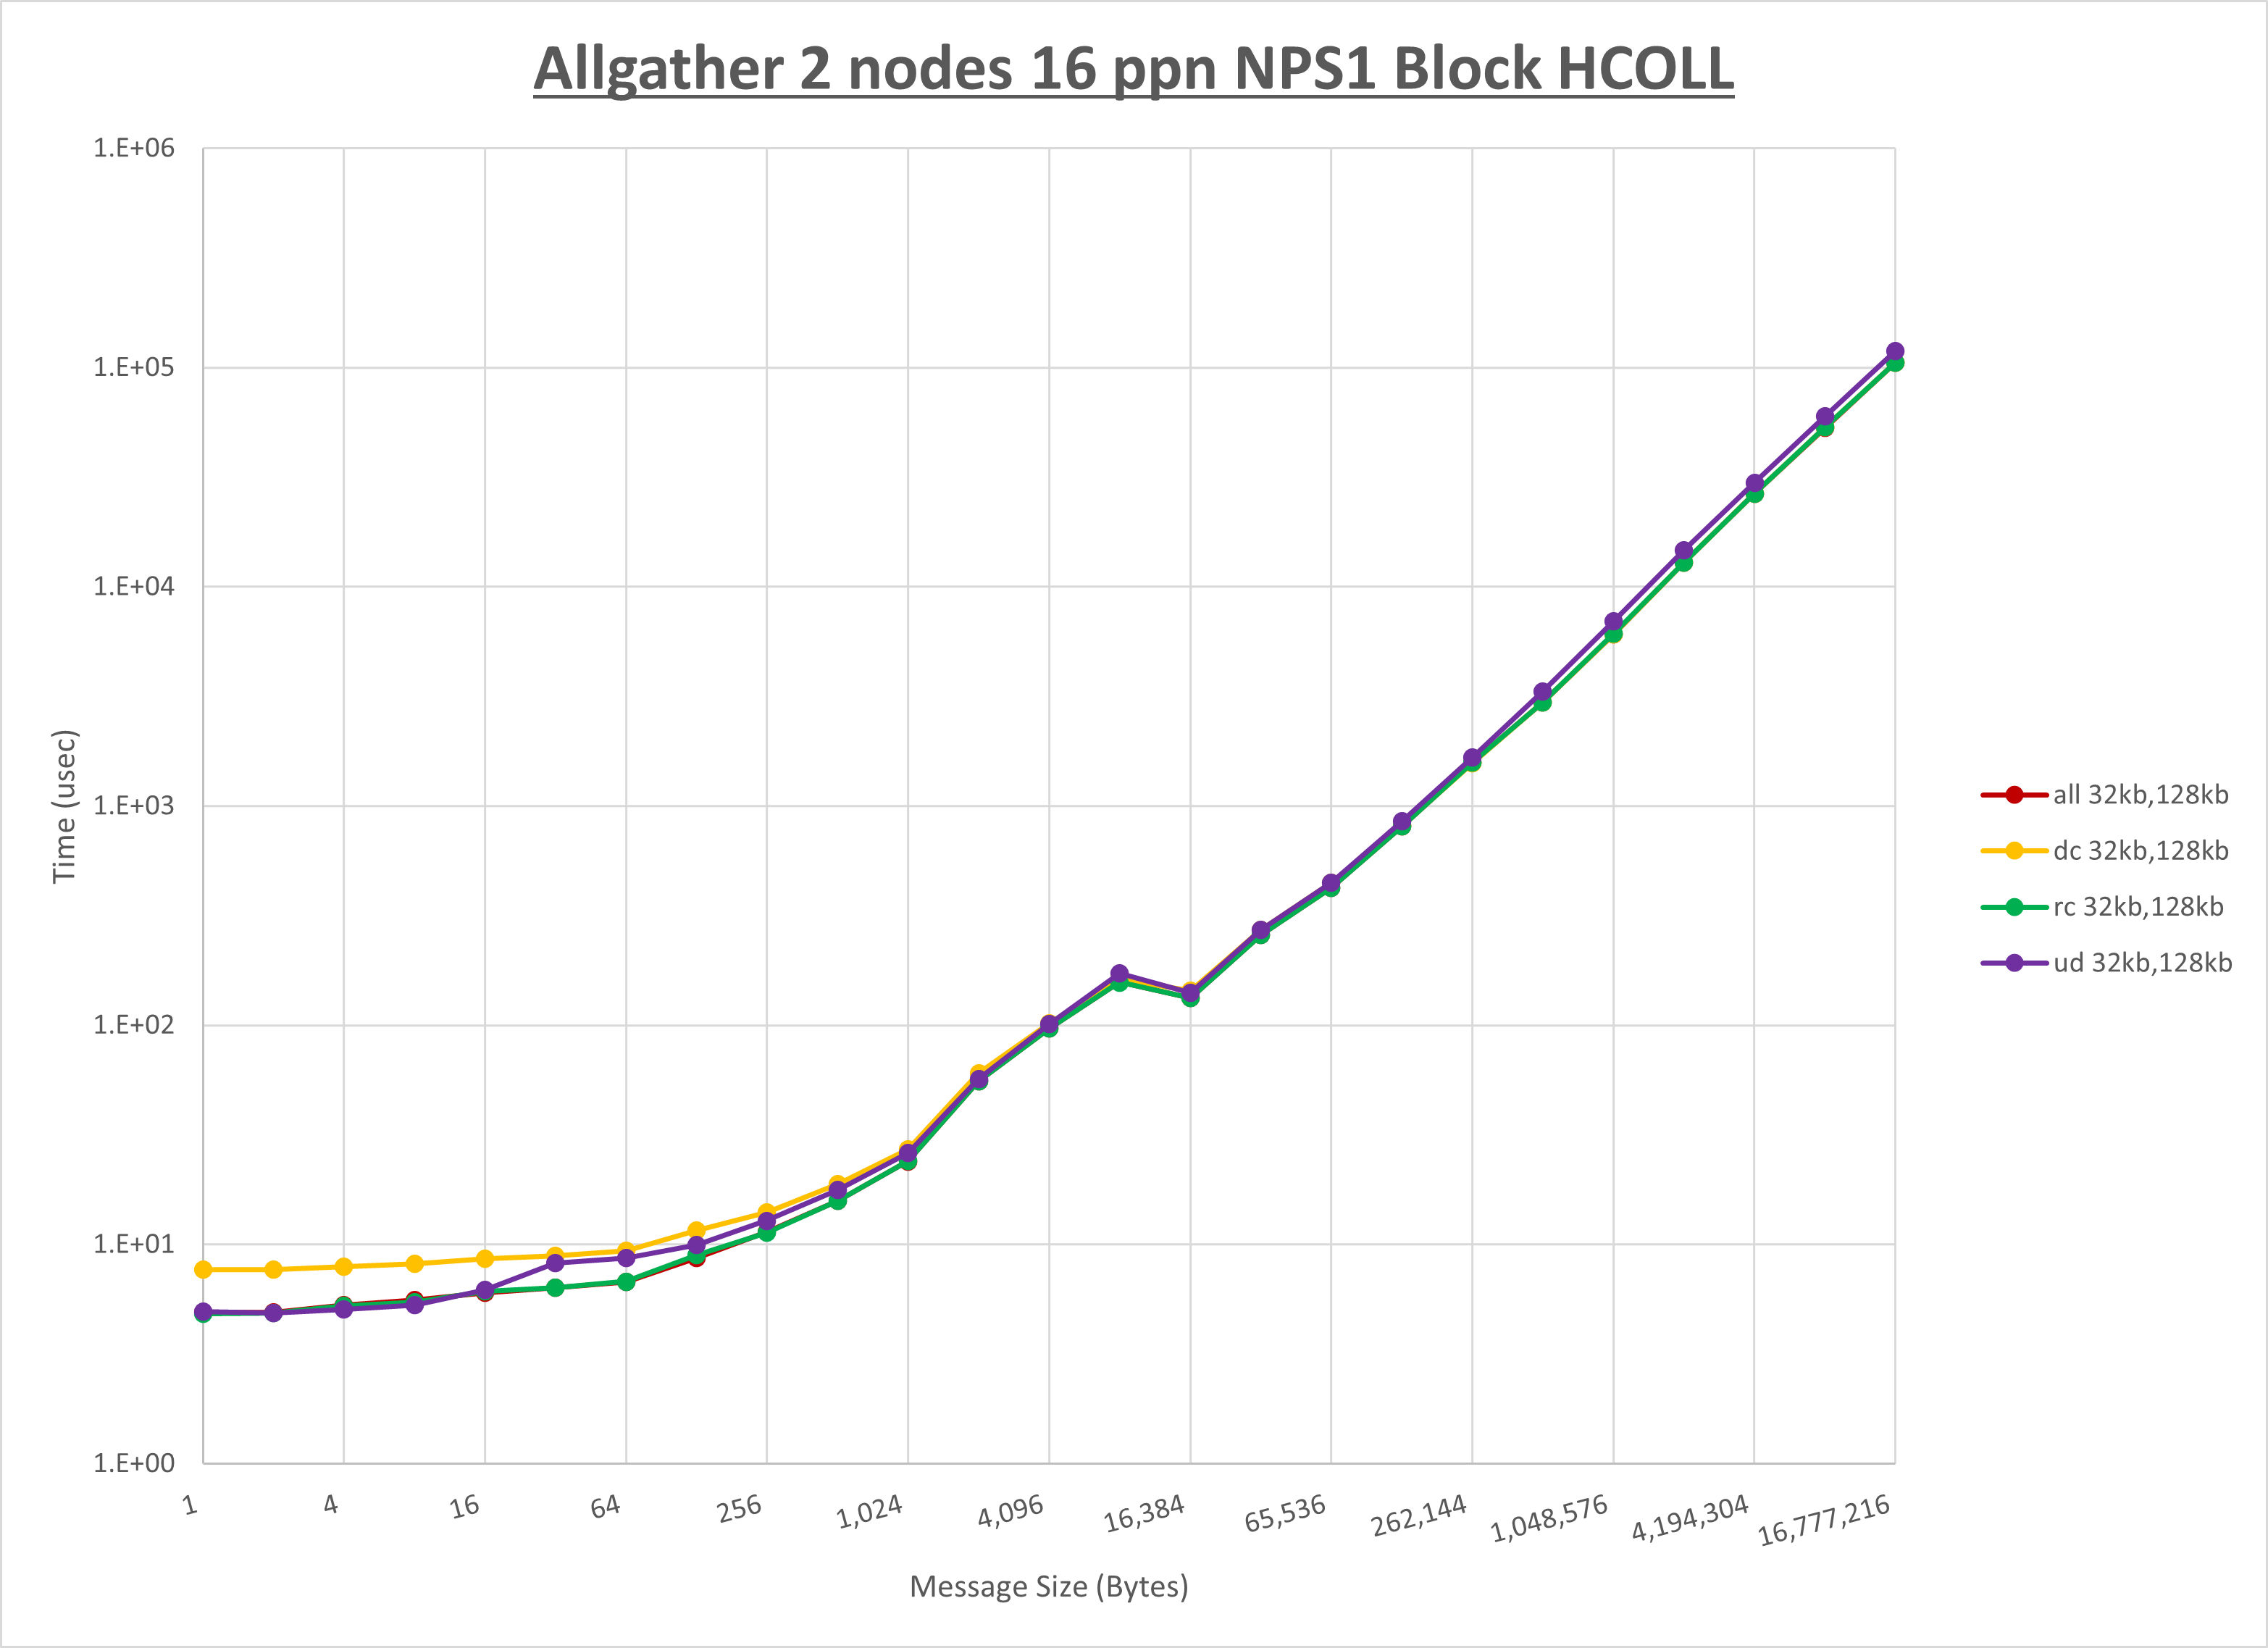 Allgather 2 nodes 16 ppn NPS1 Block HCOLL
1.E+06
1.E+05
1.E+04
1.E+03
1.E+02
1.E+01
1.E+00
Time (usec)
1 4 16 64 256 1,024 4,096 16,384 65,536 262,144 1,048,576 4,194,304 16,777,216
Message Size (Bytes)
all 32kb,128kb
dc 32kb,128kb
rc 32kb,128kb
ud 32kb,128kb